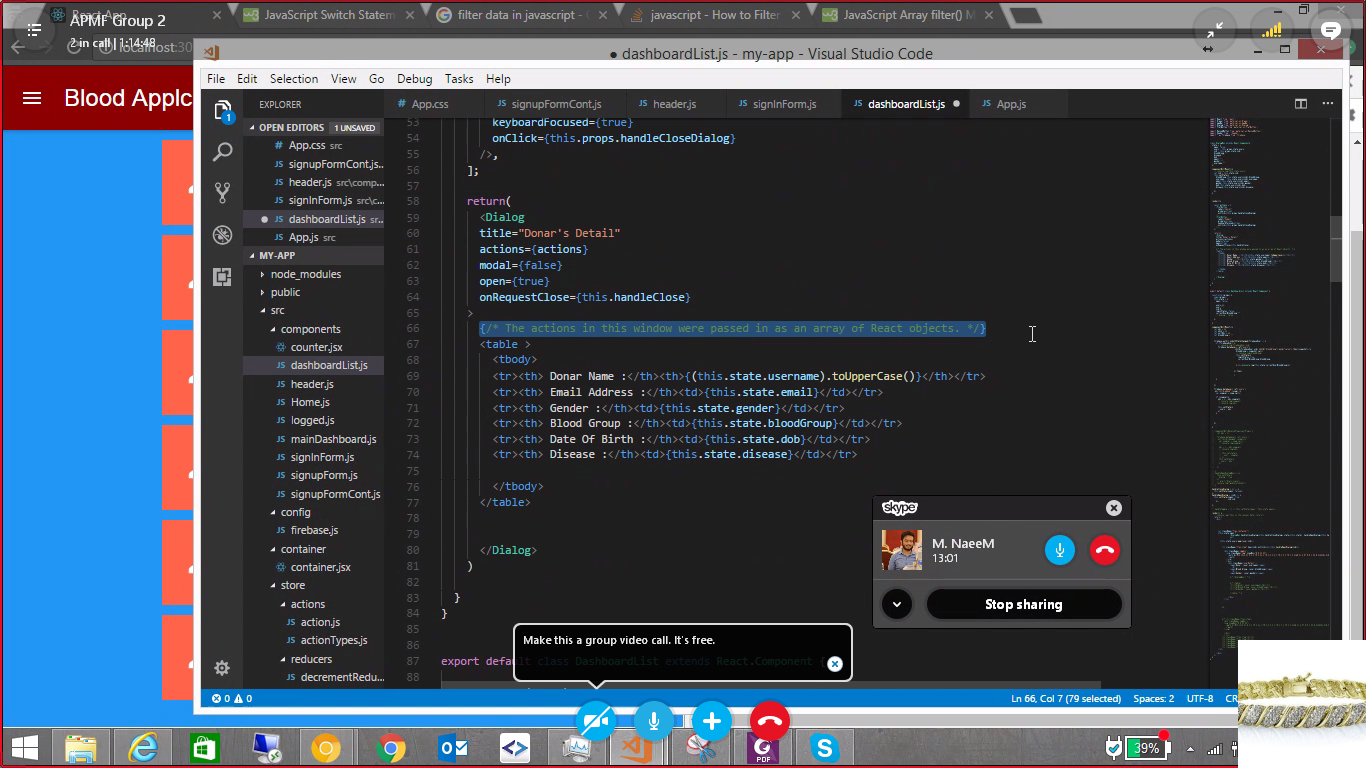 APMF Group 2
2 in call | 1:14:48
JavaScript Switch Statem
filter data in javascript -
javascript - How to Filter
JavaScript Array filter() M
localhost:30
Blood Applc
● dashboardList.js - my-app - Visual Studio Code
File Edit Selection View Go Debug Tasks Help
EXPLORER
OPEN EDITORS 1 UNSAVED
App.css src
signupFormCont.js...
header.js src\comp...
signInForm.js src\c...
dashboardList.js sr...
App.js src
MY-APP
node_modules
public
src
components
counter.jsx
dashboardList.js
header.js
Home.js
logged.js
mainDashboard.js
signInForm.js
signupForm.js
signupFormCont.js
config
firebase.js
container
container.jsx
store
actions
action.js
actionTypes.js
reducers
decrementRedu...
# App.css
JS signupFormCont.js
JS header.js
JS signInForm.js
JS dashboardList.js ●
JS App.js
53 keyboardFocused={true}
54 onClick={this.props.handleCloseDialog}
55 />,
56 ];
57
58 return(
59 <Dialog
60 title="Donar's Detail"
61 actions={actions}
62 modal={false}
63 open={true}
64 onRequestClose={this.handleClose}
65 >
66 {/* The actions in this window were passed in as an array of React objects. */}
67 <table >
68 <tbody>
69 <tr><th> Donar Name :</th><th>{(this.state.username).toUpperCase()}</th></tr>
70 <tr><th> Email Address :</th><td>{this.state.email}</td></tr>
71 <tr><th> Gender :</th><td>{this.state.gender}</td></tr>
72 <tr><th> Blood Group :</th><td>{this.state.bloodGroup}</td></tr>
73 <tr><th> Date Of Birth :</th><td>{this.state.dob}</td></tr>
74 <tr><th> Disease :</th><td>{this.state.disease}</td></tr>
75
76 </tbody>
77 </table>
78
79
80 </Dialog>
81 )
82
83 }
84 }
85
86
87 export default class DashboardList extends React.Component {
88
skype
M. NaeeM
13:01
Stop sharing
Make this a group video call. It's free.
0 0
Ln 66, Col 7 (79 selected) Spaces: 2 UTF-8 CR
PDF
39%